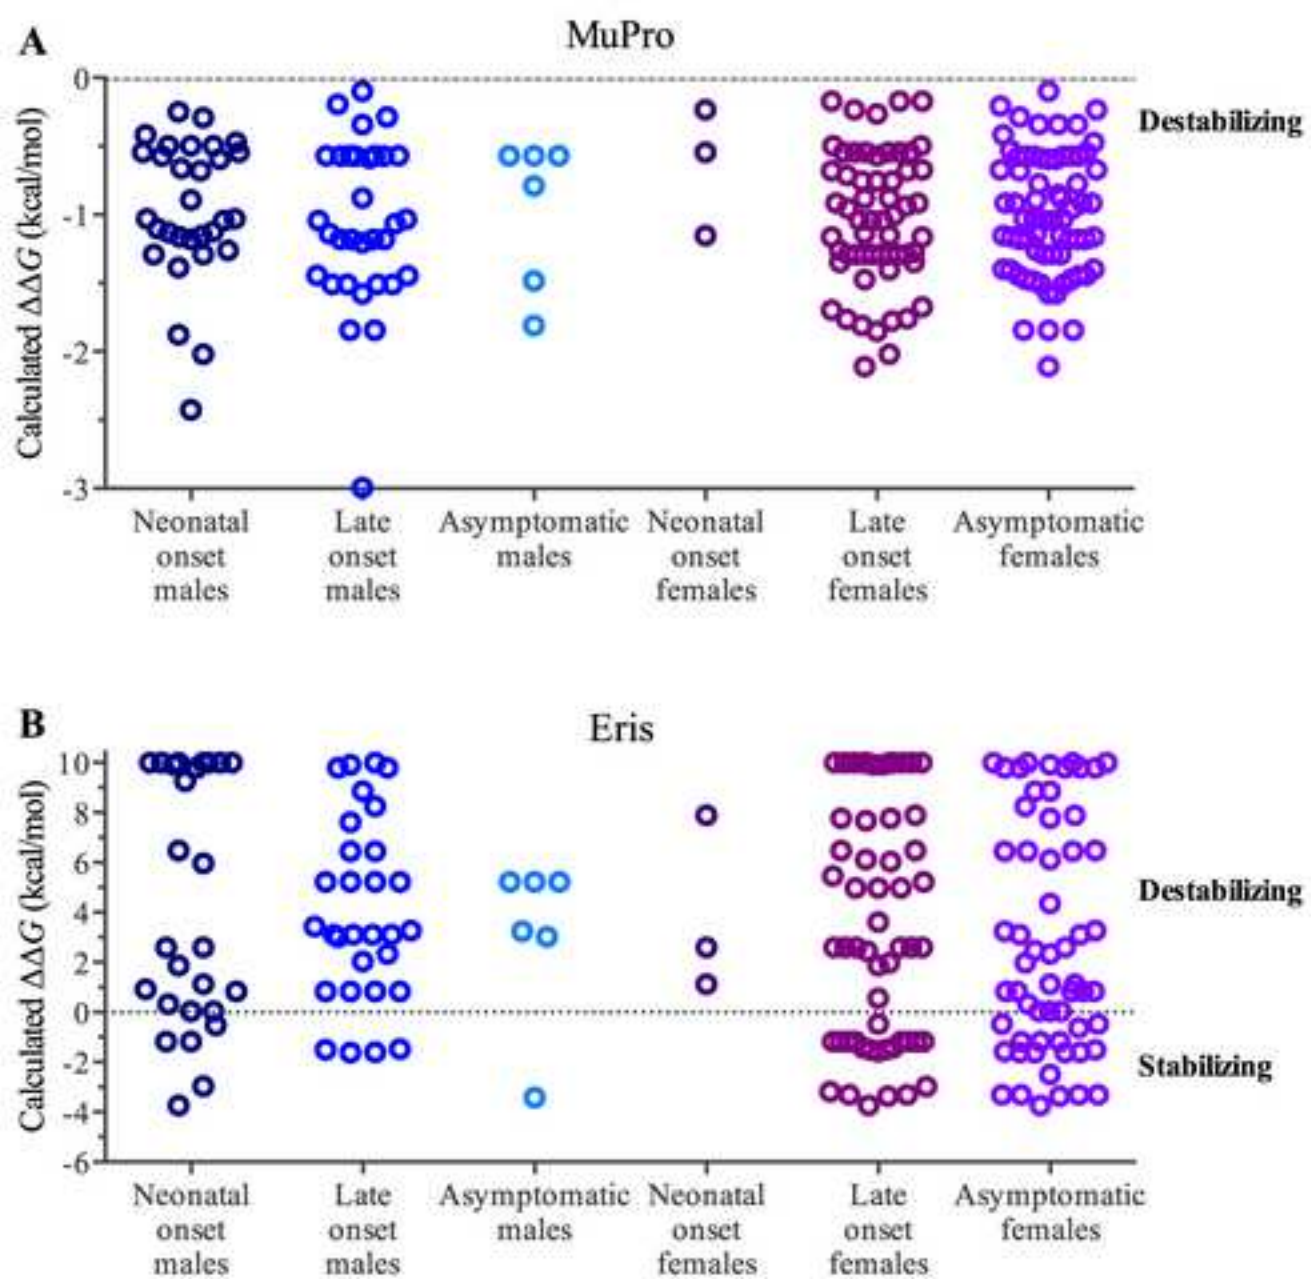 A
MuPro
Calculated ΔΔG (kcal/mol)
0
-1
-2
-3
Destabilizing
Neonatal onset males
Late onset males
Asymptomatic males
Neonatal onset females
Late onset females
Asymptomatic females
B
Eris
Calculated ΔΔG (kcal/mol)
10
8
6
4
2
0
-2
-4
-6
Destabilizing
Stabilizing
Neonatal onset males
Late onset males
Asymptomatic males
Neonatal onset females
Late onset females
Asymptomatic females